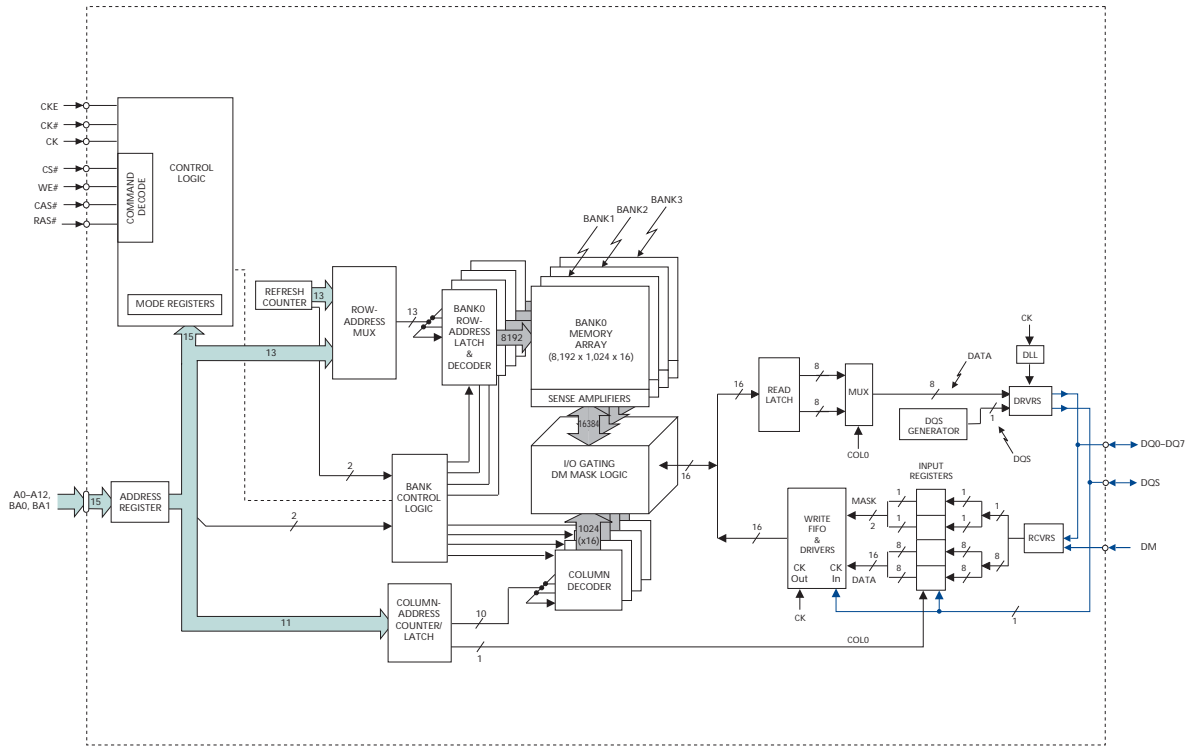 CKE
CK#
CK
CS#
WE#
CAS#
RAS#
COMMAND
DECODE
CONTROL
LOGIC
MODE REGISTERS
15
REFRESH
COUNTER
13
13
ROW-
ADDRESS
MUX
13
BANK0
ROW-
ADDRESS
LATCH
&
DECODER
8192
BANK1
BANK2
BANK3
BANK0
MEMORY
ARRAY
(8,192 x 1,024 x 16)
SENSE AMPLIFIERS
16384
I/O GATING
DM MASK LOGIC
16
A0–A12,
BA0, BA1
15
ADDRESS
REGISTER
2
2
BANK
CONTROL
LOGIC
1024
(x16)
COLUMN
DECODER
11
COLUMN-
ADDRESS
COUNTER/
LATCH
10
1
COL0
16
READ
LATCH
8
8
MUX
COL0
8
DATA
CK
DLL
DRVRS
DQS
GENERATOR
1
DQS
DQ0–DQ7
DQS
DM
INPUT
REGISTERS
16
WRITE
FIFO
&
DRIVERS
CK
Out
CK
In
CK
MASK
2
16
DATA
1
1
8
8
1
1
8
8
1
8
RCVRS
1